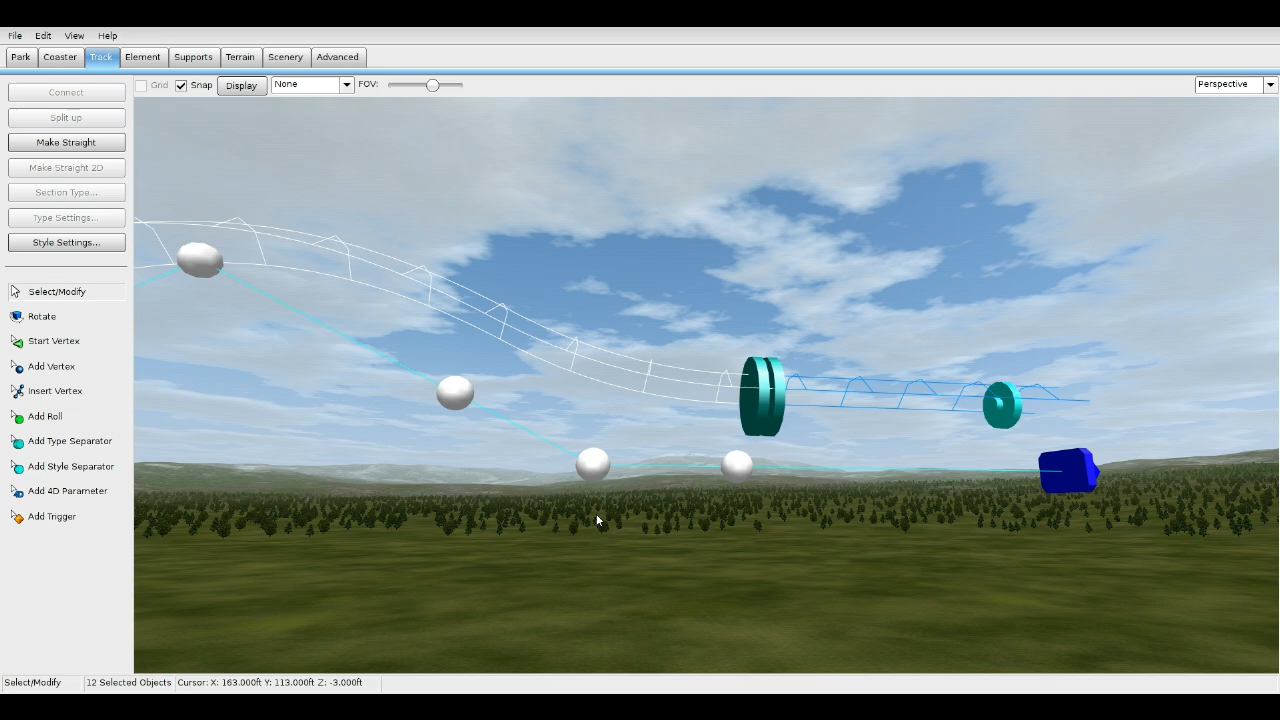 File Edit View Help
Park Coaster Track Element Supports Terrain Scenery Advanced
Grid Snap Display None FOV: Perspective
Connect
Split up
Make Straight
Make Straight 2D
Section Type...
Type Settings...
Style Settings...
Select/Modify
Rotate
Start Vertex
Add Vertex
Insert Vertex
Add Roll
Add Type Separator
Add Style Separator
Add 4D Parameter
Add Trigger
Select/Modify 12 Selected Objects Cursor: X: 163.000ft Y: 113.000ft Z: -3.000ft